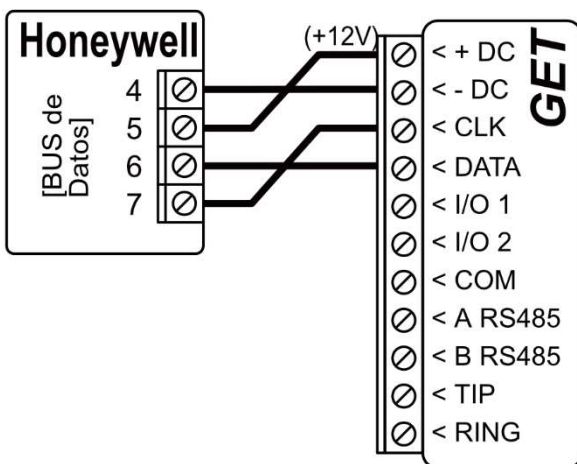 Honeywell
[BUS de
Datos]
4
5
6
7
(+12V)
GET
< + DC
< - DC
< CLK
< DATA
< I/O 1
< I/O 2
< COM
< A RS485
< B RS485
< TIP
< RING